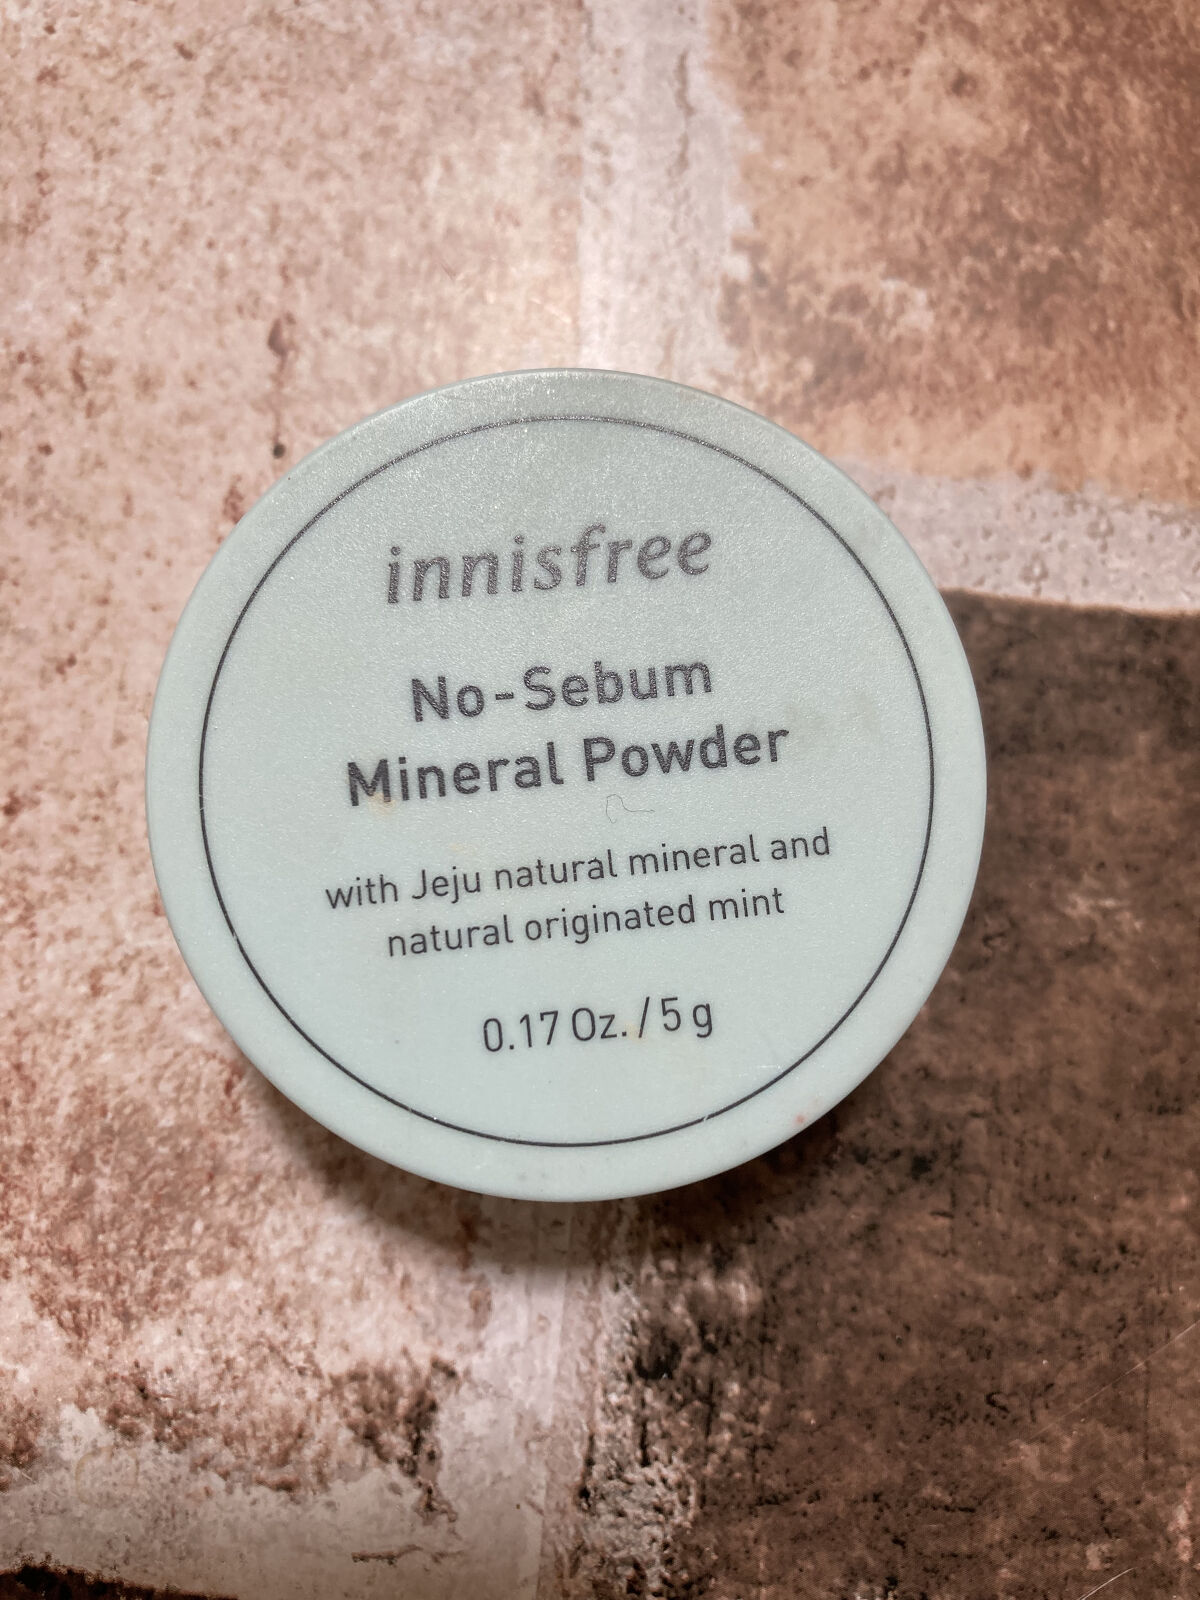 innisfree
No-Sebum
Mineral Powder
with Jeju natural mineral and
natural originated mint
0.17 Oz. / 5 g